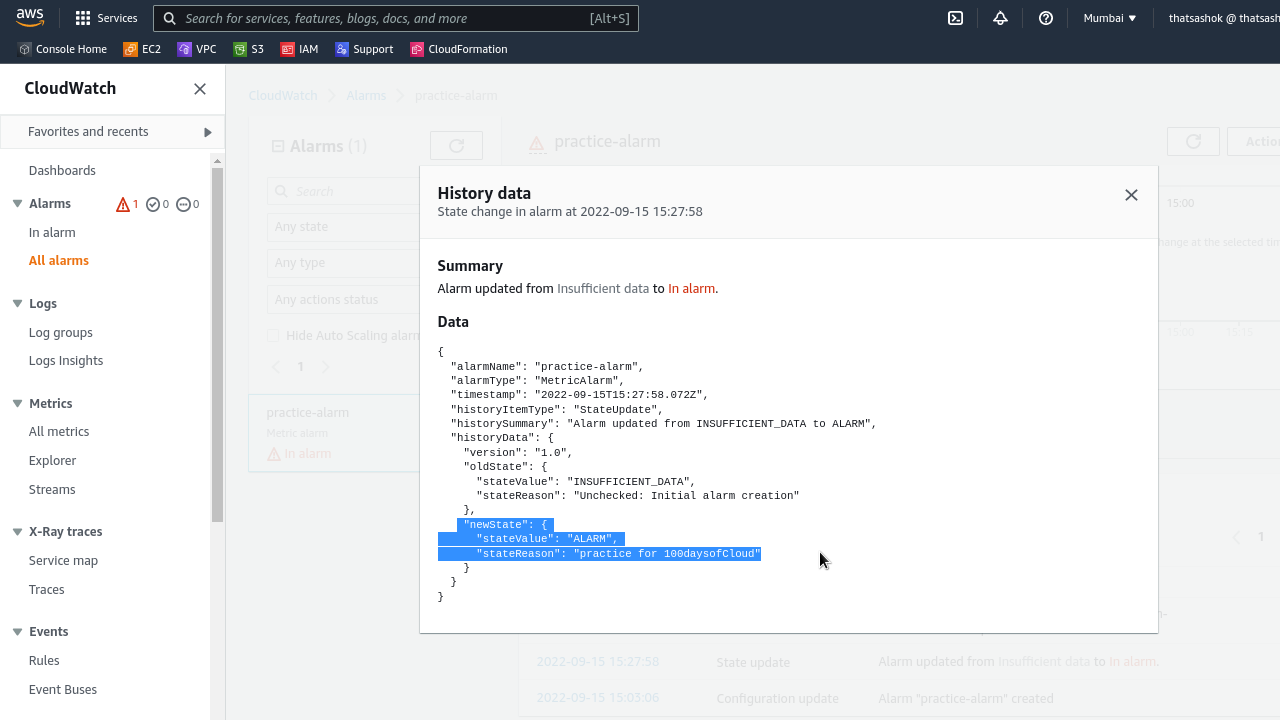 aws
Services
Search for services, features, blogs, docs, and more
[Alt+S]
Mumbai
thatsashok @ thatsash
Console Home
EC2
VPC
S3
IAM
Support
CloudFormation
CloudWatch
Favorites and recents
Dashboards
Alarms
1
0
0
In alarm
All alarms
Logs
Log groups
Logs Insights
Metrics
All metrics
Explorer
Streams
X-Ray traces
Service map
Traces
Events
Rules
Event Buses
CloudWatch
Alarms
practice-alarm
Alarms (1)
Search
Any state
Any type
Any actions status
Hide Auto Scaling alarm
1
practice-alarm
Metric alarm
In alarm
practice-alarm
Actio
15:00
hange at the selected tim
15:00
15:15
History data
State change in alarm at 2022-09-15 15:27:58
Summary
Alarm updated from Insufficient data to In alarm.
Data
{
"alarmName": "practice-alarm",
"alarmType": "MetricAlarm",
"timestamp": "2022-09-15T15:27:58.072Z",
"historyItemType": "StateUpdate",
"historySummary": "Alarm updated from INSUFFICIENT_DATA to ALARM",
"historyData": {
"version": "1.0",
"oldState": {
"stateValue": "INSUFFICIENT_DATA",
"stateReason": "Unchecked: Initial alarm creation"
},
"newState": {
"stateValue": "ALARM",
"stateReason": "practice for 100daysofCloud"
}
}
}
1
2022-09-15 15:27:58
State update
Alarm updated from Insufficient data to In alarm.
2022-09-15 15:03:06
Configuration update
Alarm "practice-alarm" created